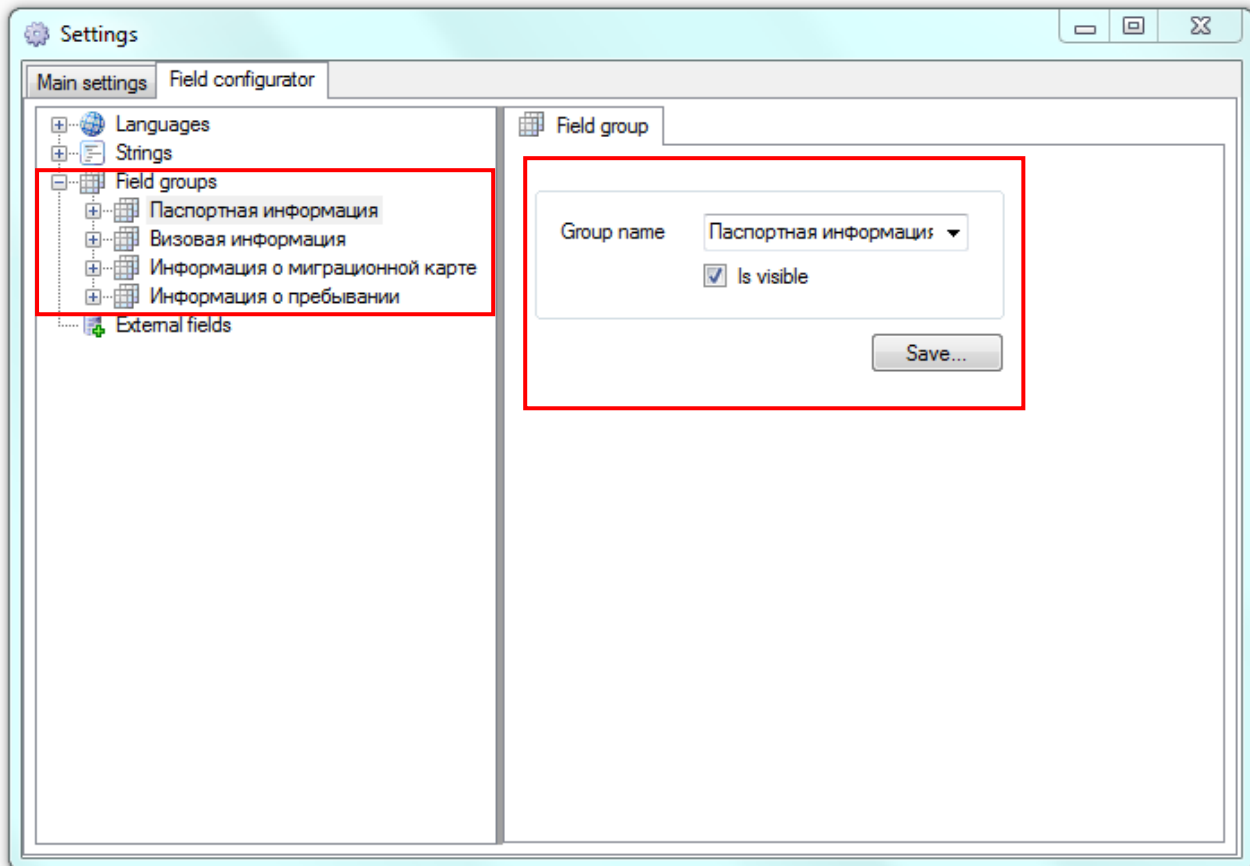 Settings
Main settings
Field configurator
Languages
Strings
Field groups
Паспортная информация
Визовая информация
Информация о миграционной карте
Информация о пребывании
External fields
Field group
Group name
Паспортная информация
Is visible
Save...